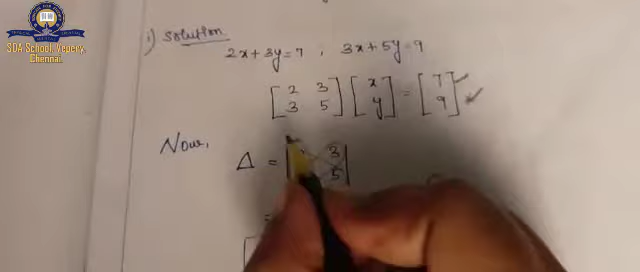 SDA School, Vepery,
Chennai.
i) Solution
2x+3y=7 , 3x+5y=9
[2 3
3 5] [x
y] = [7
9]
Now,
Δ = | 3
5 |
=